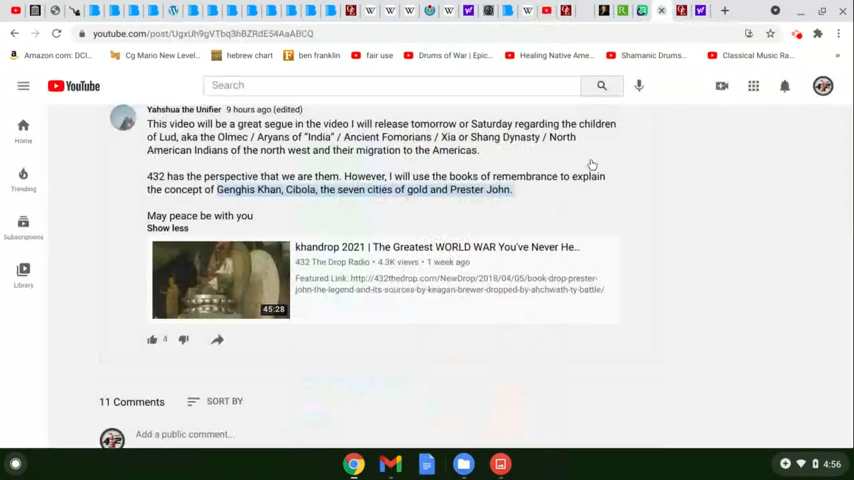 youtube.com/post/UgxUh9gVTbq3hBZRdE54AaABCQ
Amazon.com: DCI...
Cg Mario New Level...
hebrew chart
ben franklin
fair use
Drums of War | Epic...
Healing Native Ame...
Shamanic Drums...
Classical Music Ra...
YouTube
Search
Home
Trending
Subscriptions
Library
Yahshua the Unifier 9 hours ago (edited)
This video will be a great segue in the video I will release tomorrow or Saturday regarding the children
of Lud, aka the Olmec / Aryans of “India” / Ancient Fomorians / Xia or Shang Dynasty / North
American Indians of the north west and their migration to the Americas.
432 has the perspective that we are them. However, I will use the books of remembrance to explain
the concept of Genghis Khan, Cibola, the seven cities of gold and Prester John.
May peace be with you
Show less
khandrop 2021 | The Greatest WORLD WAR You've Never He...
432 The Drop Radio • 4.3K views • 1 week ago
Featured Link: http://432thedrop.com/NewDrop/2018/04/05/book-drop-prester-
john-the-legend-and-its-sources-by-keagan-brewer-dropped-by-ahchwath-ty-battle/
45:28
4
11 Comments
SORT BY
Add a public comment...
4:56